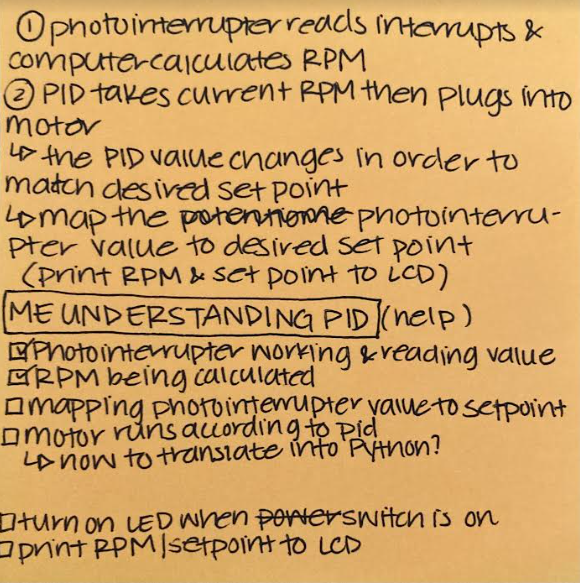 ① photointerrupter reads interrupts &
computer calculates RPM
② PID takes current RPM then plugs into
motor
↳ the PID value changes in order to
match desired set point
↳ map the potentiome photointerru-
pter value to desired set point
(print RPM & set point to LCD)
ME UNDERSTANDING PID (help)
☑ Photointerrupter working & reading value
☑ RPM being calculated
☐ mapping photointerrupter value to setpoint
☐ motor runs according to pid
↳ how to translate into Python?
☐ turn on LED when power switch is on
☐ print RPM/setpoint to LCD